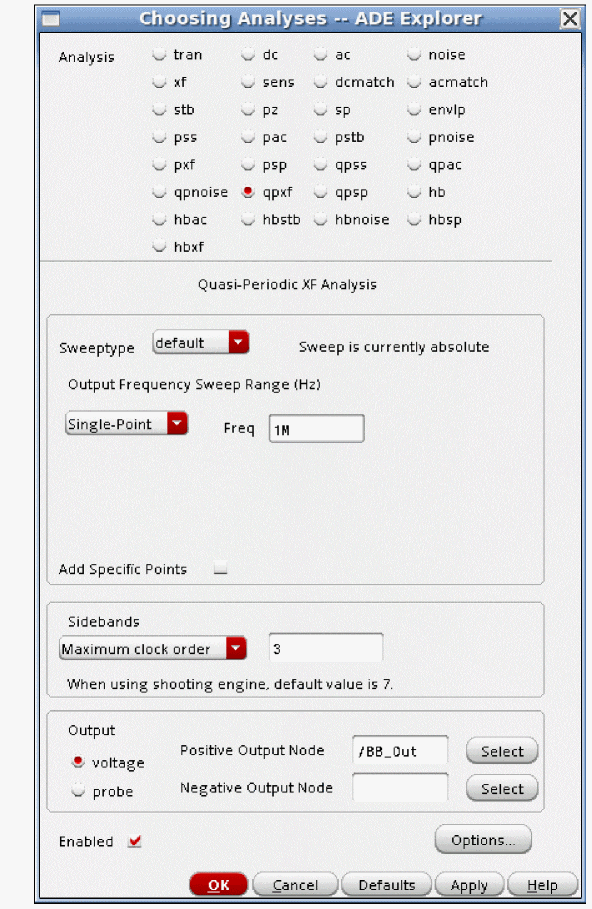 Choosing Analyses -- ADE Explorer
Analysis tran dc ac noise
xf sens dcmatch acmatch
stb pz sp envlp
pss pac pstb pnoise
pxf psp qpss qpac
qpnoise qpxf qpsp hb
hbac hbstb hbnoise hbsp
hbxf
Quasi-Periodic XF Analysis
Sweeptype default Sweep is currently absolute
Output Frequency Sweep Range (Hz)
Single-Point Freq 1M
Add Specific Points
Sidebands
Maximum clock order 3
When using shooting engine, default value is 7.
Output
voltage Positive Output Node /BB_Out Select
probe Negative Output Node Select
Enabled Options...
OK Cancel Defaults Apply Help